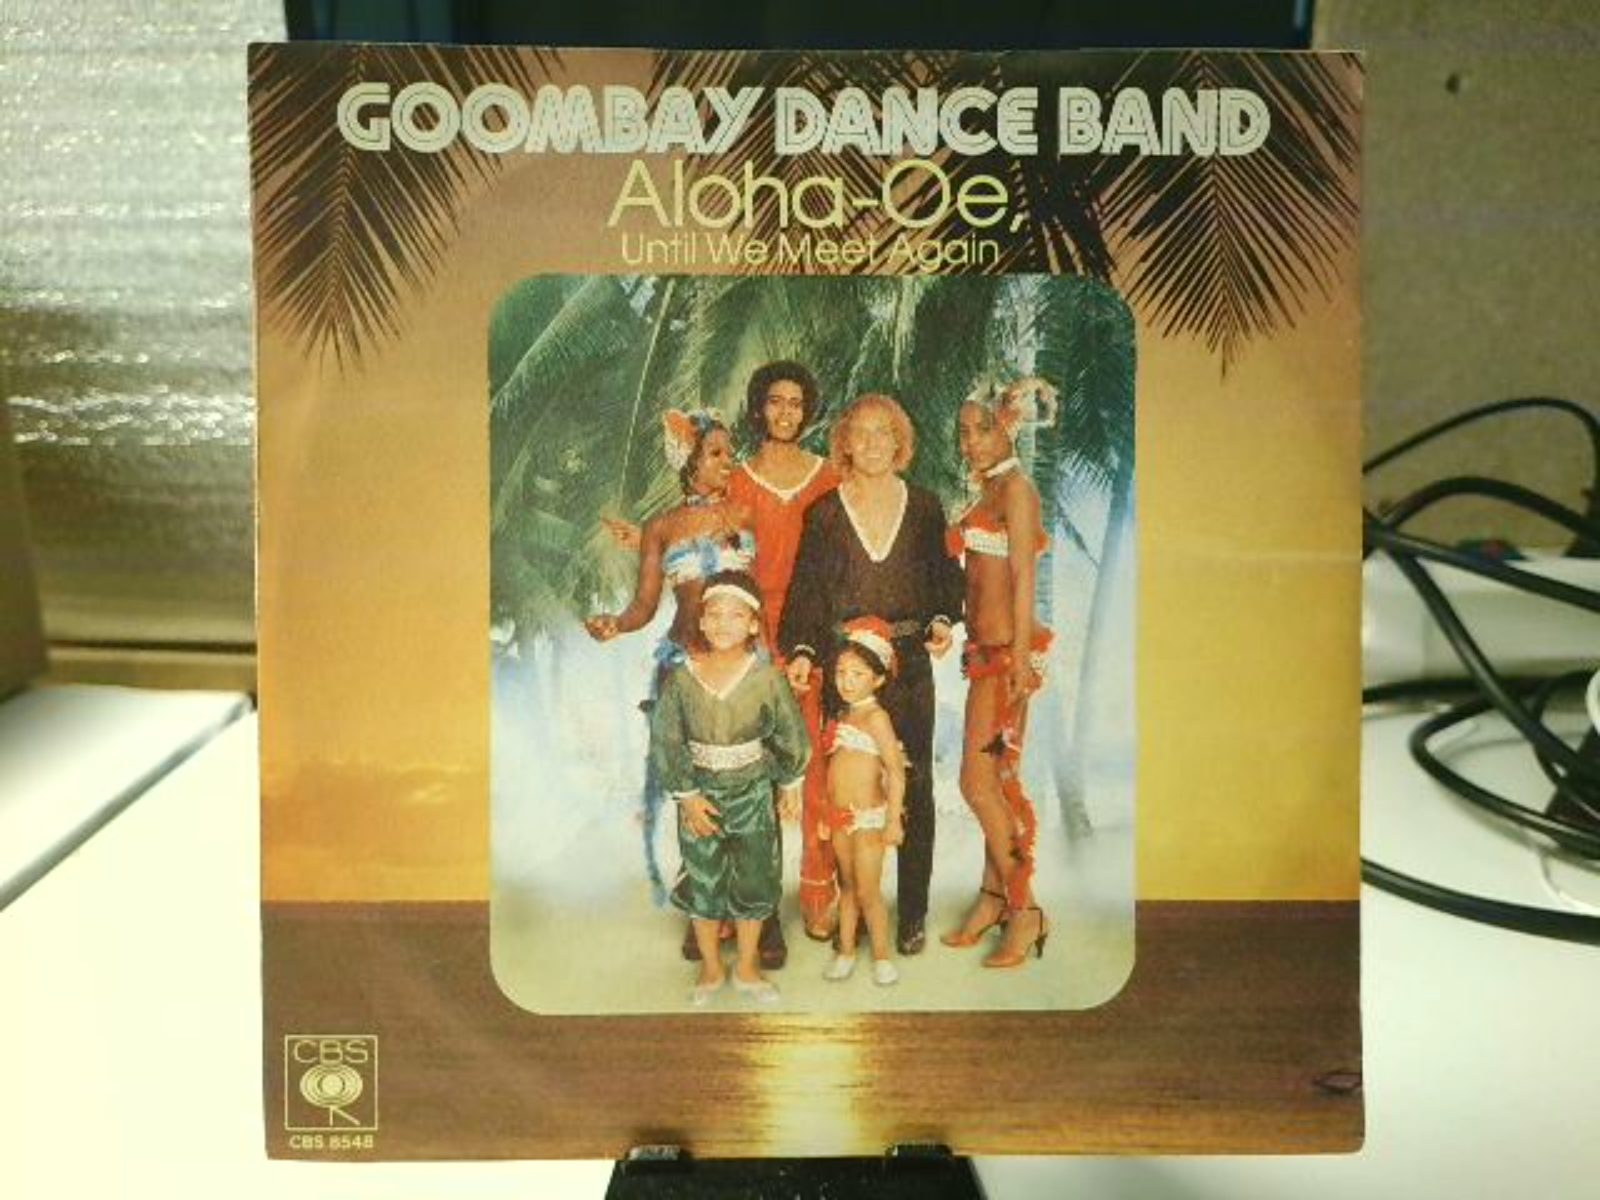 GOOMBAY DANCE BAND
Aloha-Oe,
Until We Meet Again
CBS
CBS 8548